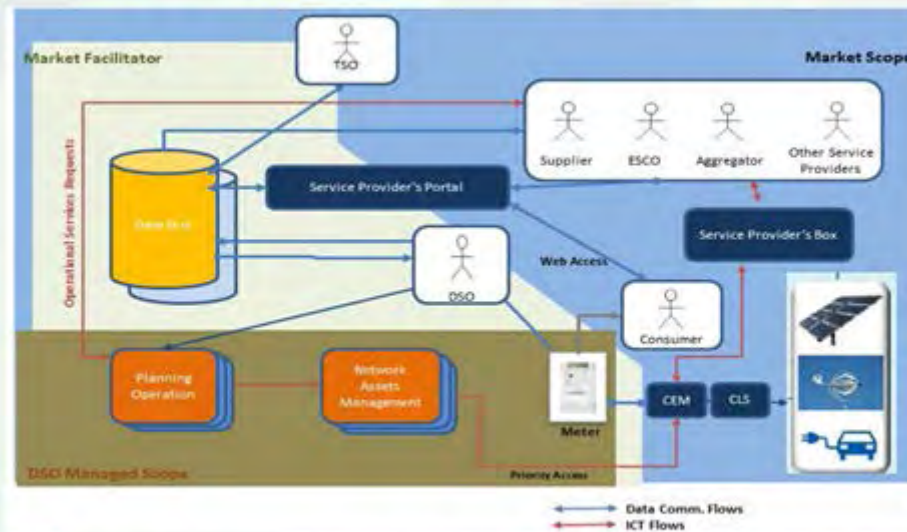 Market Facilitator
TSO
Market Scope
Supplier
ESCO
Aggregator
Other Service
Providers
Operational Services Requests
Service Provider's Portal
Service Provider's Box
Web Access
DSO
Consumer
Planning
Operation
Network
Assets
Management
Meter
CEM
CLS
DSO Managed Scope
Priority Access
Data Comm. Flows
ICT Flows